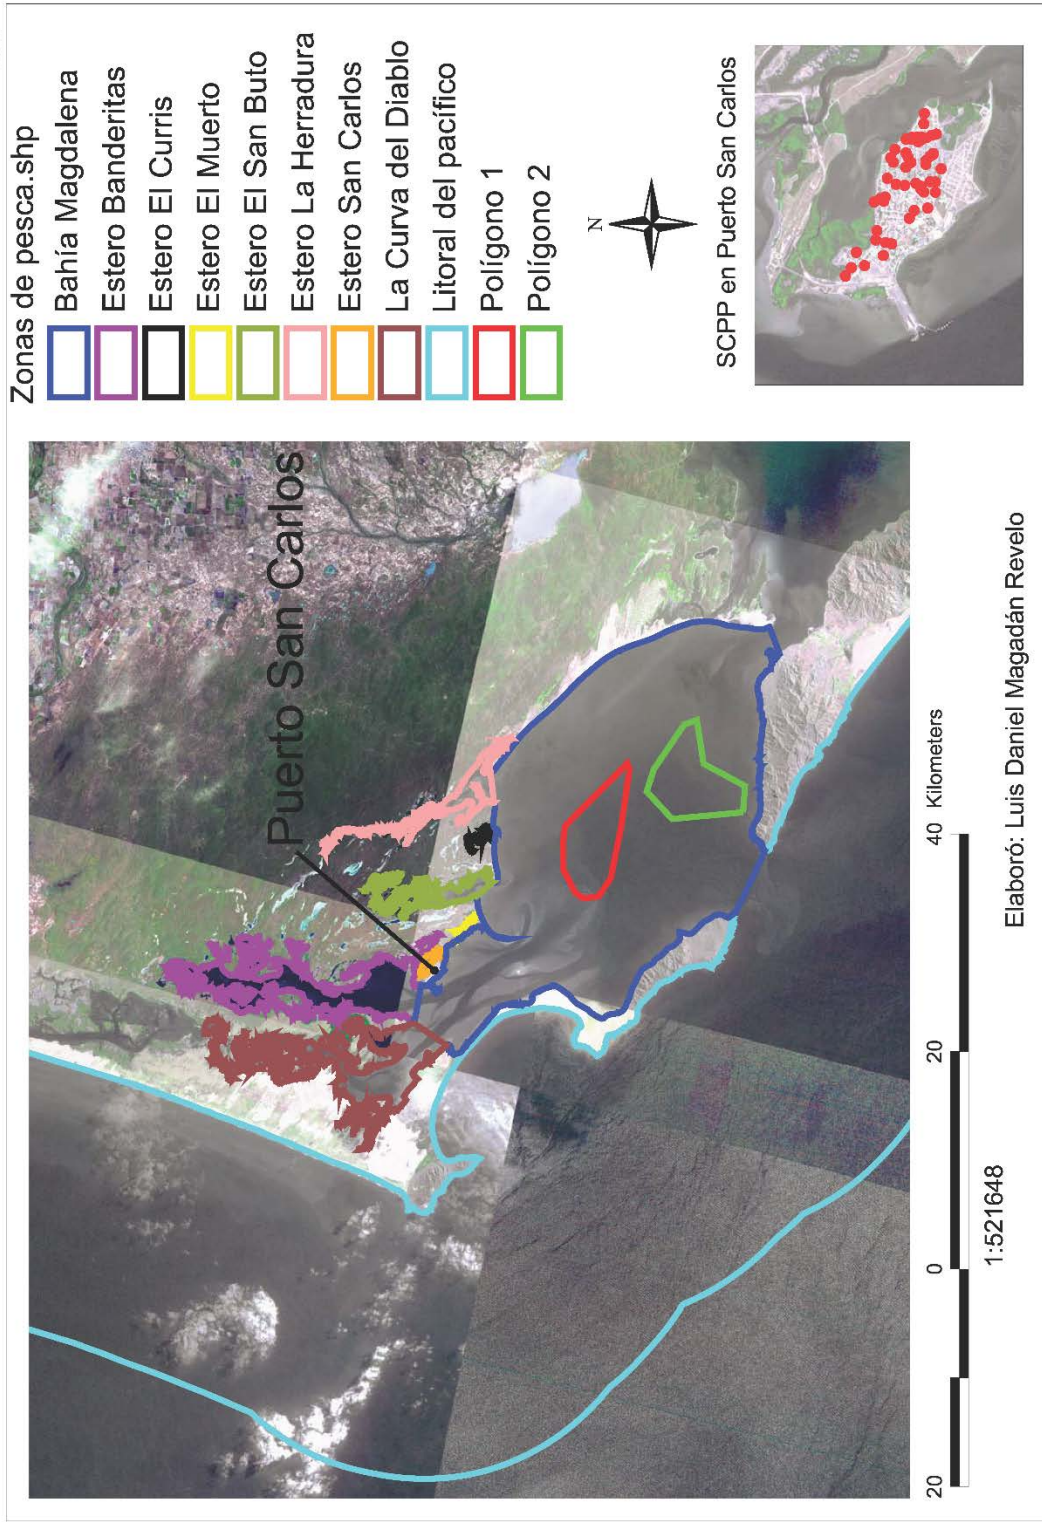 Zonas de pesca.shp
Bahía Magdalena
Estero Banderitas
Estero El Curris
Estero El Muerto
Estero El San Buto
Estero La Herradura
Estero San Carlos
La Curva del Diablo
Litoral del pacífico
Polígono 1
Polígono 2
N
SCPP en Puerto San Carlos
Puerto San Carlos
20 0 20 40 Kilometers
1:521648
Elaboró: Luis Daniel Magadán Revelo